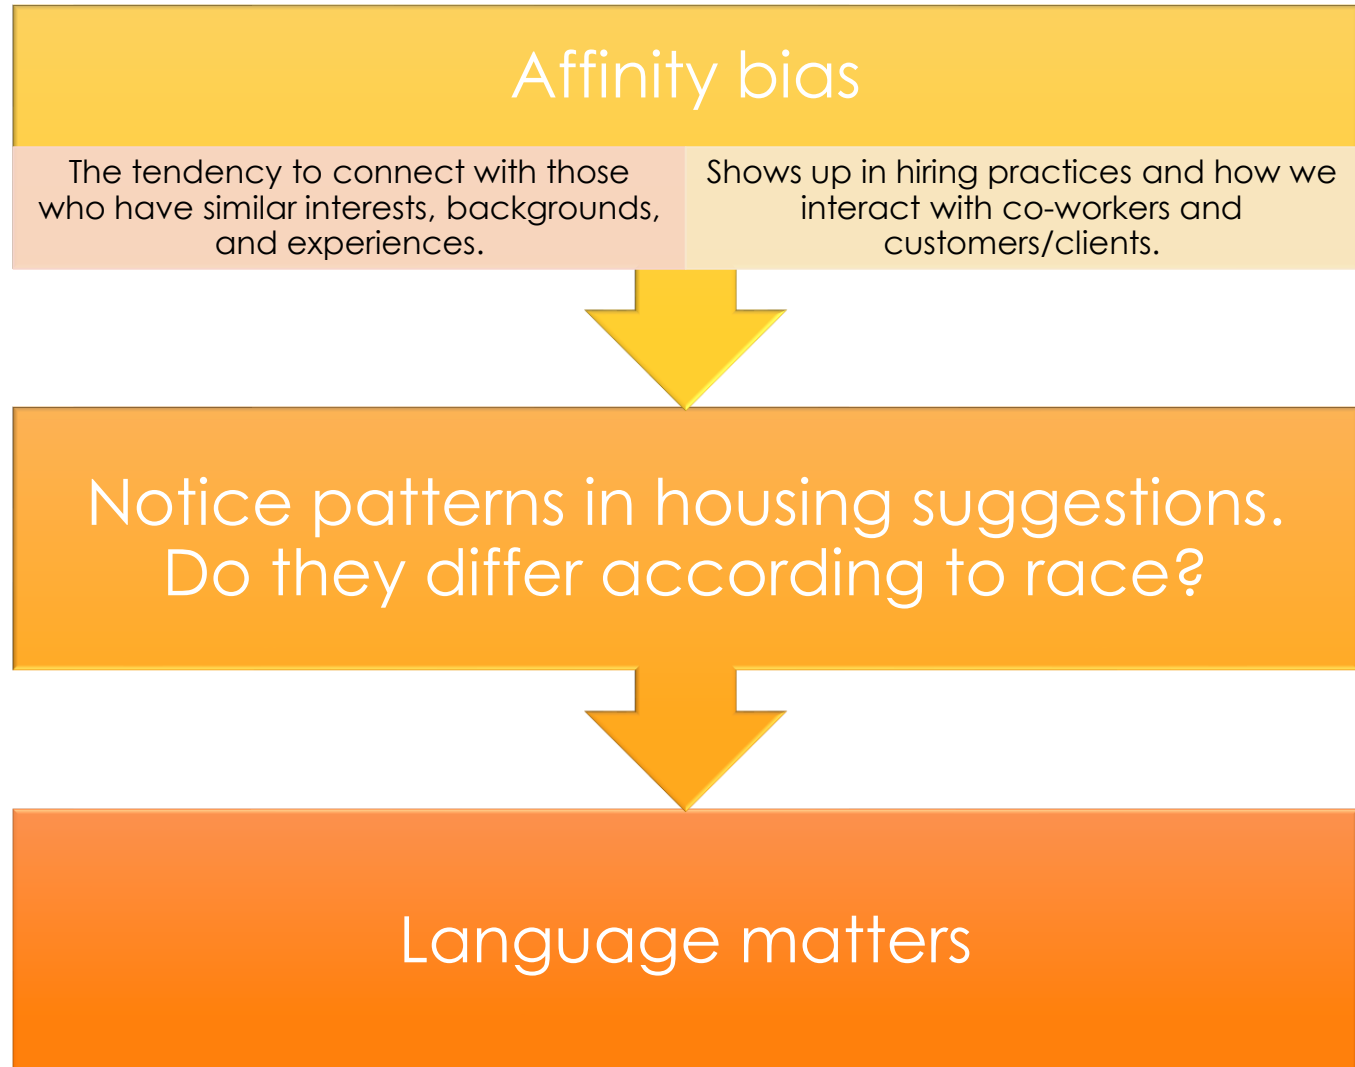 Affinity bias
The tendency to connect with those
who have similar interests, backgrounds,
and experiences.
Shows up in hiring practices and how we
interact with co-workers and
customers/clients.
Notice patterns in housing suggestions.
Do they differ according to race?
Language matters